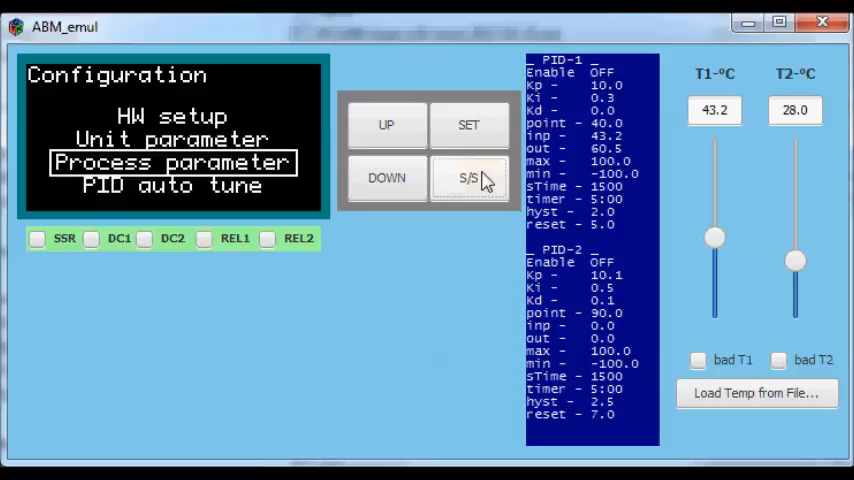 ABM_emul
Configuration
HW setup
Unit parameter
Process parameter
PID auto tune
SSR DC1 DC2 REL1 REL2
UP SET
DOWN S/S
_ PID-1 _
Enable OFF
Kp - 10.0
Ki - 0.3
Kd - 0.0
point - 40.0
inp - 43.2
out - 60.5
max - 100.0
min - -100.0
sTime - 1500
timer - 5:00
hyst - 2.0
reset - 5.0
_ PID-2 _
Enable OFF
Kp - 10.1
Ki - 0.5
Kd - 0.1
point - 90.0
inp - 0.0
out - 0.0
max - 100.0
min - -100.0
sTime - 1500
timer - 5:00
hyst - 2.5
reset - 7.0
T1-ºC T2-ºC
43.2 28.0
bad T1 bad T2
Load Temp from File...